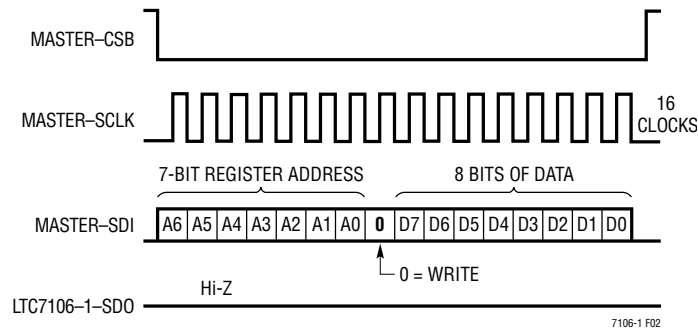 MASTER–CSB
MASTER–SCLK
16
CLOCKS
7-BIT REGISTER ADDRESS 8 BITS OF DATA
MASTER–SDI A6 A5 A4 A3 A2 A1 A0 0 D7 D6 D5 D4 D3 D2 D1 D0
0 = WRITE
Hi-Z
LTC7106–1–SDO
7106-1 F02